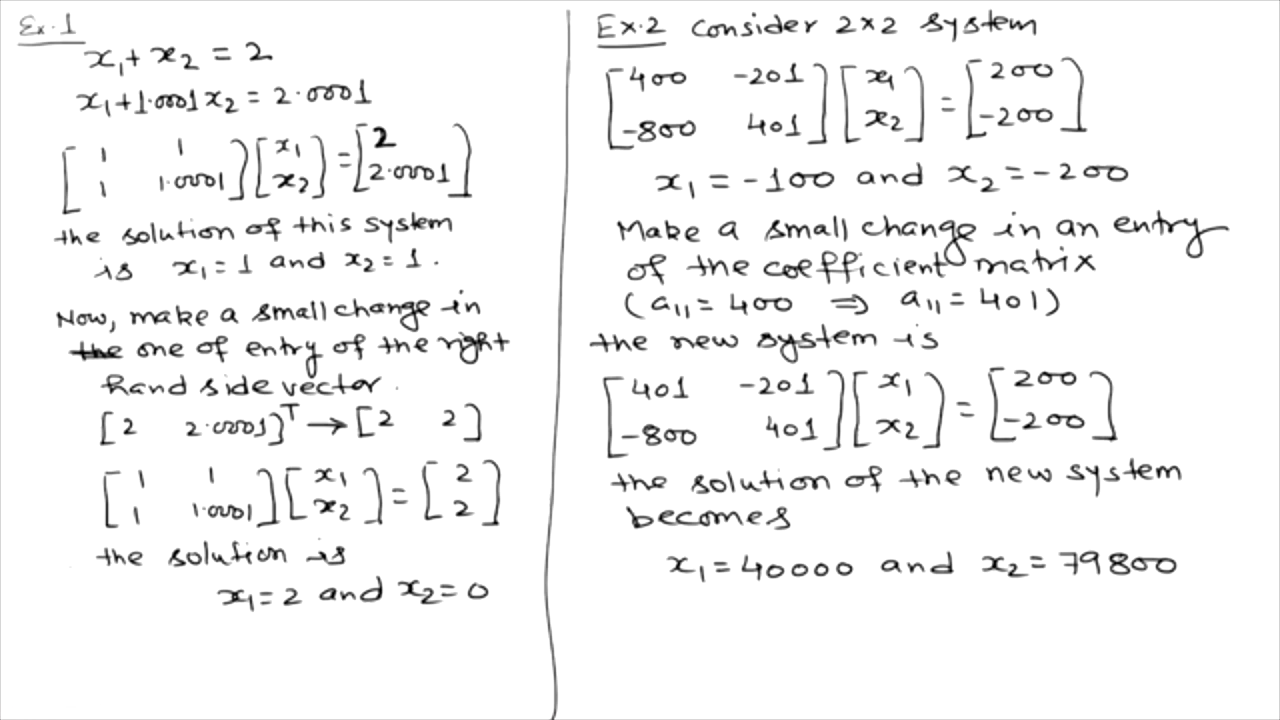 Ex.1
x₁ + x₂ = 2
x₁ + 1.0001 x₂ = 2.0001
[1 1; 1 1.0001] [x₁; x₂] = [2; 2.0001]
the solution of this system
is x₁ = 1 and x₂ = 1.
Now, make a small change in
the one of entry of the right
hand side vector.
[2 2.0001]ᵀ → [2 2]
[1 1; 1 1.0001] [x₁; x₂] = [2; 2]
the solution is
x₁ = 2 and x₂ = 0
Ex.2 Consider 2×2 system
[400 -201; -800 401] [x₁; x₂] = [200; -200]
x₁ = -100 and x₂ = -200
Make a small change in an entry
of the coefficient matrix
(a₁₁ = 400 ⇒ a₁₁ = 401)
the new system is
[401 -201; -800 401] [x₁; x₂] = [200; -200]
the solution of the new system
becomes
x₁ = 40000 and x₂ = 79800